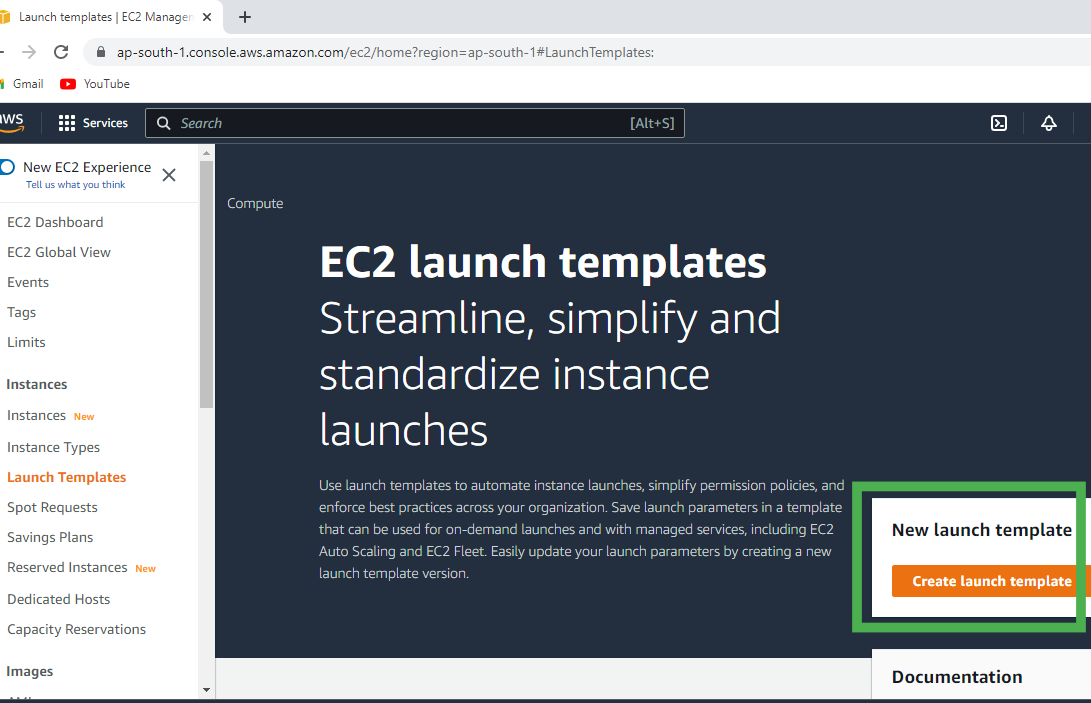 Launch templates | EC2 Manager
ap-south-1.console.aws.amazon.com/ec2/home?region=ap-south-1#LaunchTemplates:
Gmail YouTube
aws Services Search [Alt+S]
New EC2 Experience
Tell us what you think
EC2 Dashboard
EC2 Global View
Events
Tags
Limits
Instances
Instances New
Instance Types
Launch Templates
Spot Requests
Savings Plans
Reserved Instances New
Dedicated Hosts
Capacity Reservations
Images
Compute
EC2 launch templates
Streamline, simplify and
standardize instance
launches
Use launch templates to automate instance launches, simplify permission policies, and
enforce best practices across your organization. Save launch parameters in a template
that can be used for on-demand launches and with managed services, including EC2
Auto Scaling and EC2 Fleet. Easily update your launch parameters by creating a new
launch template version.
New launch template
Create launch template
Documentation